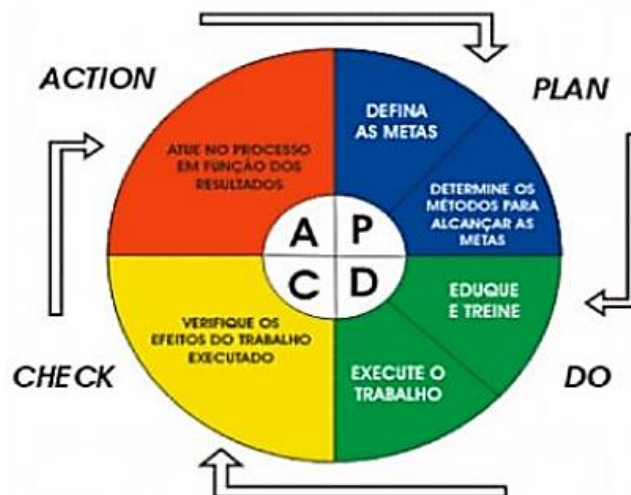 ACTION
PLAN
DEFINA
AS METAS
ATUE NO PROCESSO
EM FUNÇÃO DOS
RESULTADOS
DETERMINE OS
MÉTODOS PARA
ALCANÇAR AS
METAS
A P
C D
EDUQUE
E TREINE
VERIFIQUE OS
EFEITOS DO TRABALHO
EXECUTADO
EXECUTE O
TRABALHO
CHECK
DO